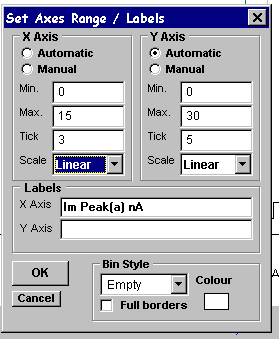 Set Axes Range / Labels
X Axis Y Axis
Automatic Automatic
Manual Manual
Min. 0 Min. 0
Max. 15 Max. 30
Tick 3 Tick 5
Scale Linear Scale Linear
Labels
X Axis Im Peak(a) nA
Y Axis
Bin Style
OK Empty Colour
Cancel Full borders